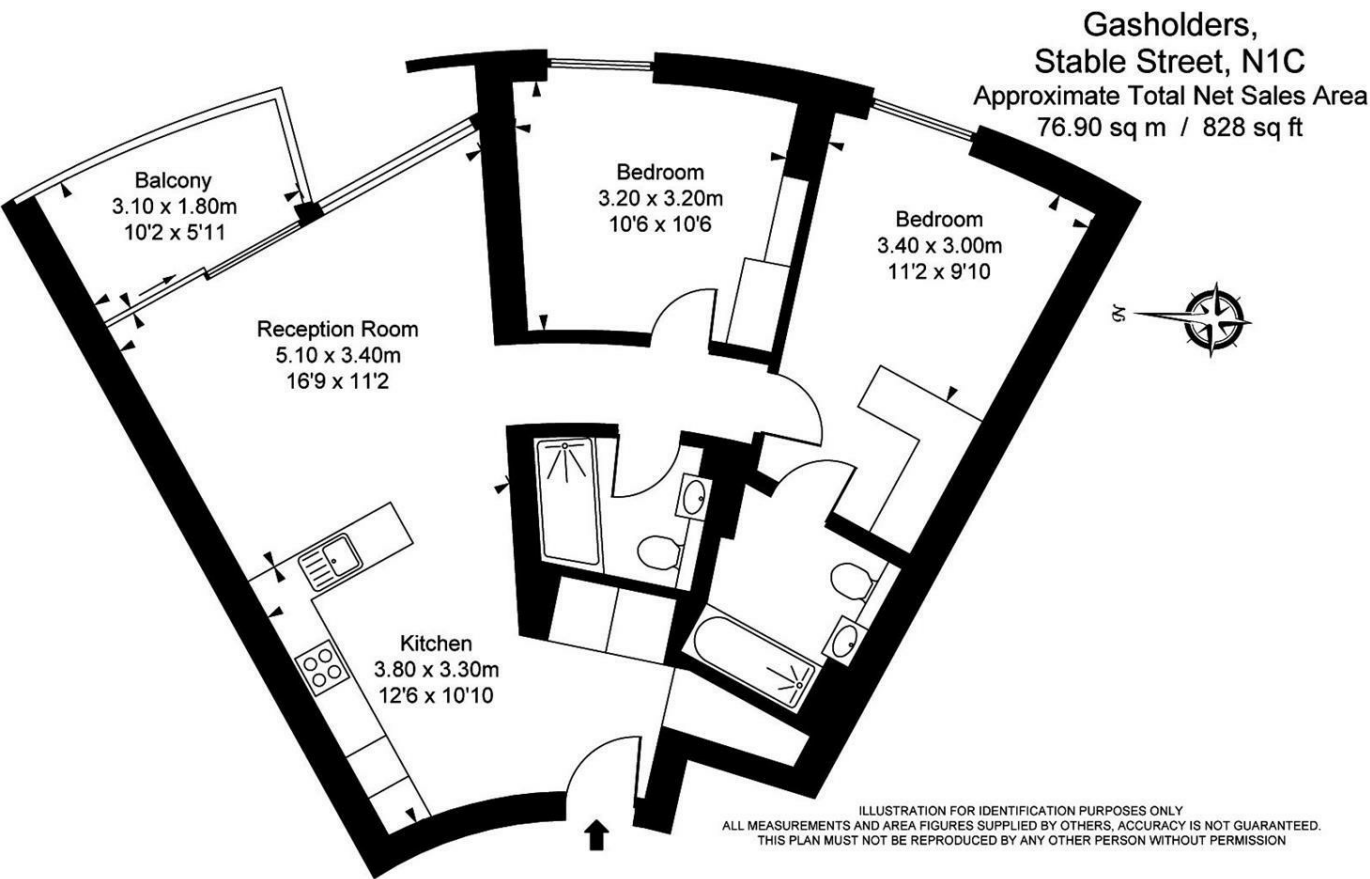 Gasholders,
Stable Street, N1C
Approximate Total Net Sales Area
76.90 sq m / 828 sq ft
Balcony
3.10 x 1.80m
10'2 x 5'11
Bedroom
3.20 x 3.20m
10'6 x 10'6
Bedroom
3.40 x 3.00m
11'2 x 9'10
Reception Room
5.10 x 3.40m
16'9 x 11'2
N
Kitchen
3.80 x 3.30m
12'6 x 10'10
ILLUSTRATION FOR IDENTIFICATION PURPOSES ONLY
ALL MEASUREMENTS AND AREA FIGURES SUPPLIED BY OTHERS, ACCURACY IS NOT GUARANTEED.
THIS PLAN MUST NOT BE REPRODUCED BY ANY OTHER PERSON WITHOUT PERMISSION